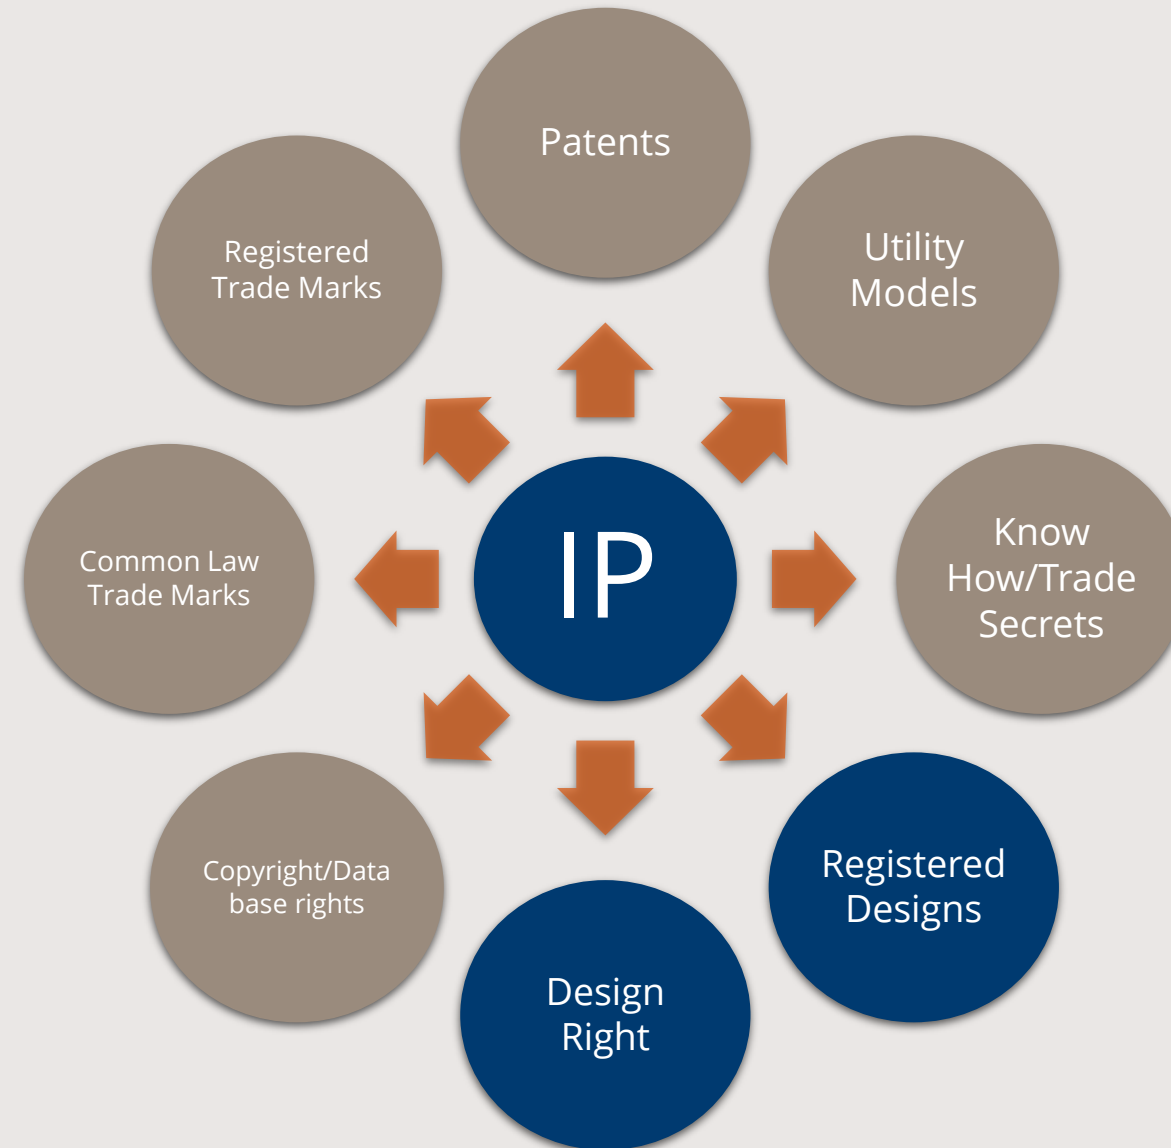 Patents
Utility
Models
Know
How/Trade
Secrets
Registered
Designs
Design
Right
Copyright/Data
base rights
Common Law
Trade Marks
Registered
Trade Marks
IP